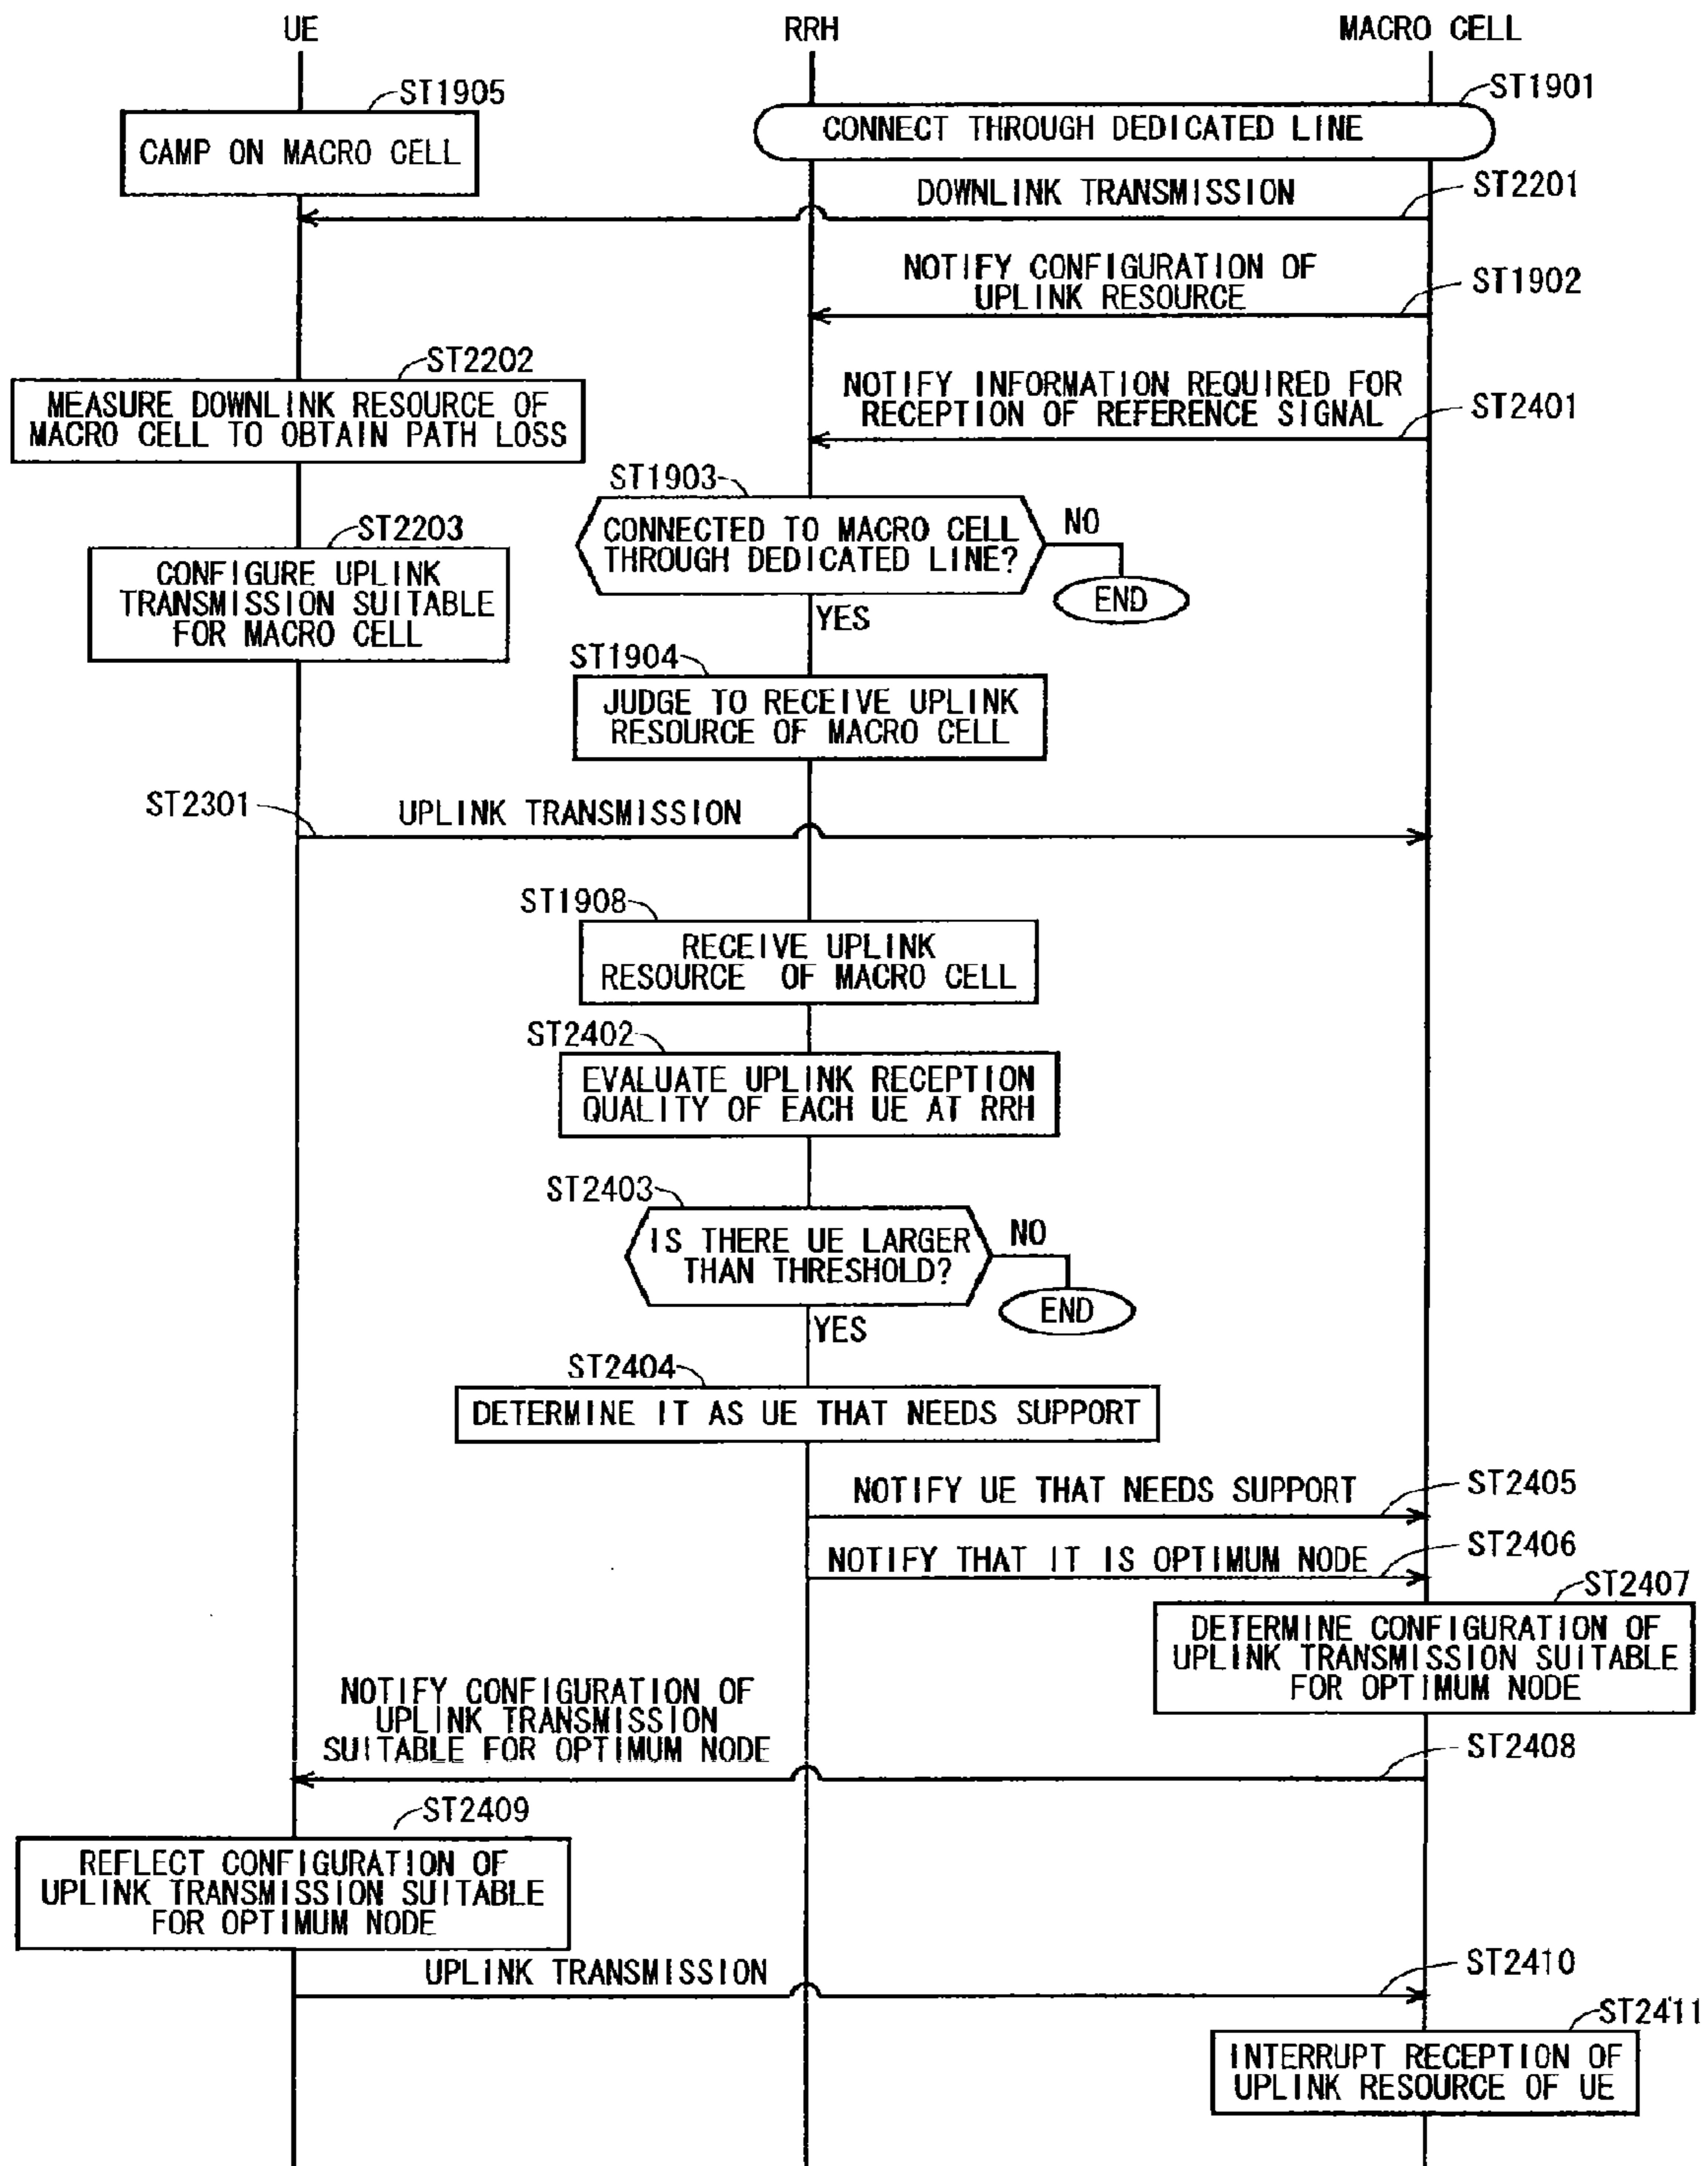 UE
RRH
MACRO CELL
ST1905
ST1901
CAMP ON MACRO CELL
CONNECT THROUGH DEDICATED LINE
DOWNLINK TRANSMISSION
ST2201
NOTIFY CONFIGURATION OF
UPLINK RESOURCE
ST1902
ST2202
MEASURE DOWNLINK RESOURCE OF
MACRO CELL TO OBTAIN PATH LOSS
NOTIFY INFORMATION REQUIRED FOR
RECEPTION OF REFERENCE SIGNAL
ST2401
ST1903
CONNECTED TO MACRO CELL
THROUGH DEDICATED LINE?
NO
END
YES
ST2203
CONFIGURE UPLINK
TRANSMISSION SUITABLE
FOR MACRO CELL
ST1904
JUDGE TO RECEIVE UPLINK
RESOURCE OF MACRO CELL
ST2301
UPLINK TRANSMISSION
ST1908
RECEIVE UPLINK
RESOURCE OF MACRO CELL
ST2402
EVALUATE UPLINK RECEPTION
QUALITY OF EACH UE AT RRH
ST2403
IS THERE UE LARGER
THAN THRESHOLD?
NO
END
YES
ST2404
DETERMINE IT AS UE THAT NEEDS SUPPORT
NOTIFY UE THAT NEEDS SUPPORT
ST2405
NOTIFY THAT IT IS OPTIMUM NODE
ST2406
ST2407
DETERMINE CONFIGURATION OF
UPLINK TRANSMISSION SUITABLE
FOR OPTIMUM NODE
NOTIFY CONFIGURATION OF
UPLINK TRANSMISSION
SUITABLE FOR OPTIMUM NODE
ST2408
ST2409
REFLECT CONFIGURATION OF
UPLINK TRANSMISSION SUITABLE
FOR OPTIMUM NODE
UPLINK TRANSMISSION
ST2410
ST2411
INTERRUPT RECEPTION OF
UPLINK RESOURCE OF UE